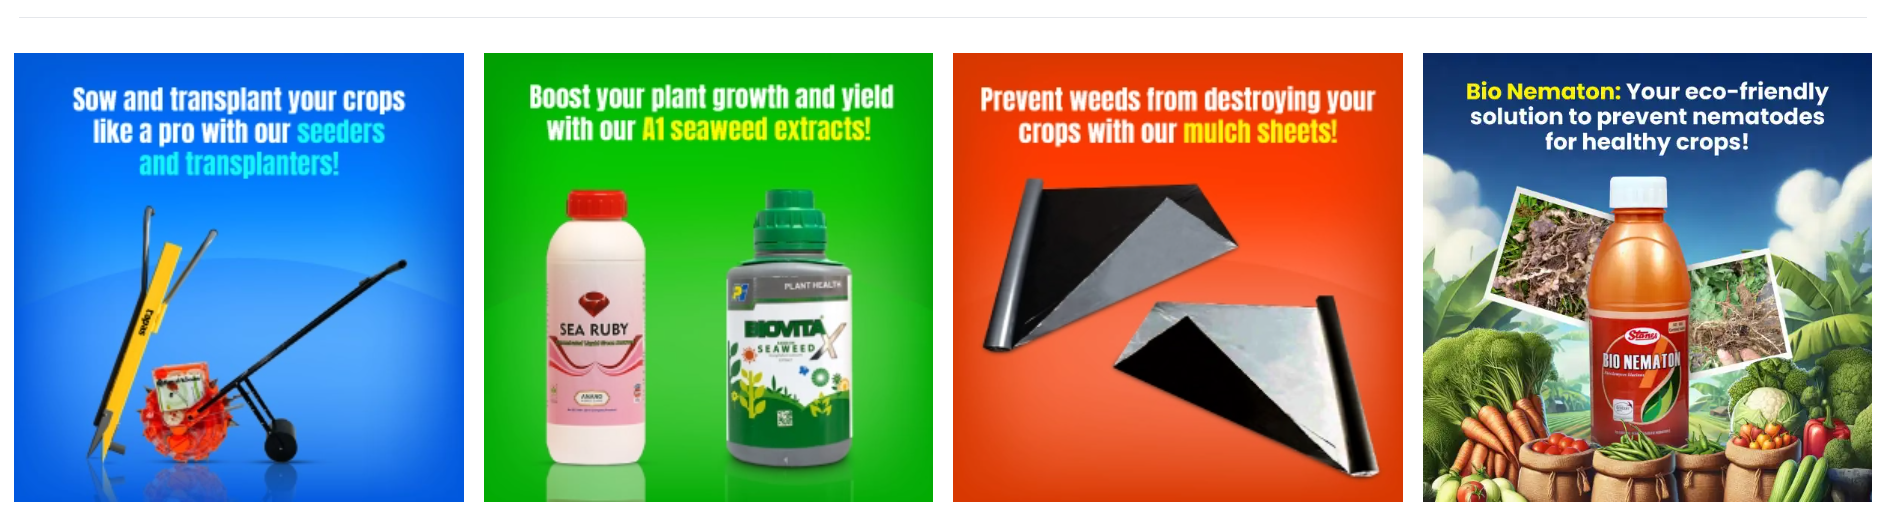 Sow and transplant your crops
like a pro with our seeders
and transplanters!
Boost your plant growth and yield
with our A1 seaweed extracts!
SEA RUBY
ANAND
Pi
PLANT HEALTH
BIOVITA X
SEAWEED
Prevent weeds from destroying your
crops with our mulch sheets!
Bio Nematon: Your eco-friendly
solution to prevent nematodes
for healthy crops!
Stanes
BIO NEMATON